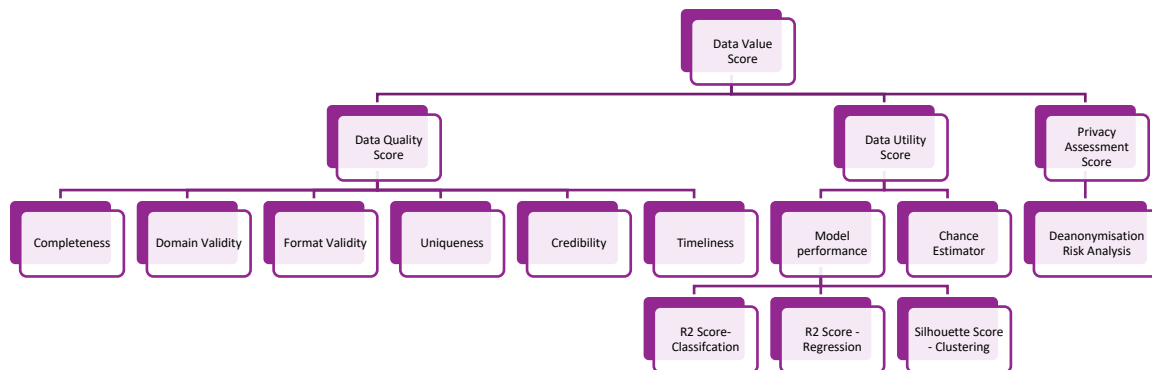 Data Value
Score
Data Quality
Score
Data Utility
Score
Privacy
Assessment
Score
Completeness
Domain Validity
Format Validity
Uniqueness
Credibility
Timeliness
Model
performance
Chance
Estimator
Deanonymisation
Risk Analysis
R2 Score-
Classifcation
R2 Score -
Regression
Silhouette Score
- Clustering